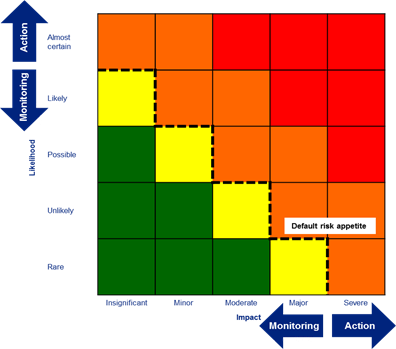 Action
Monitoring
Likelihood
Almost
certain
Likely
Possible
Unlikely
Rare
Default risk appetite
Insignificant
Minor
Moderate
Major
Severe
Impact
Monitoring
Action